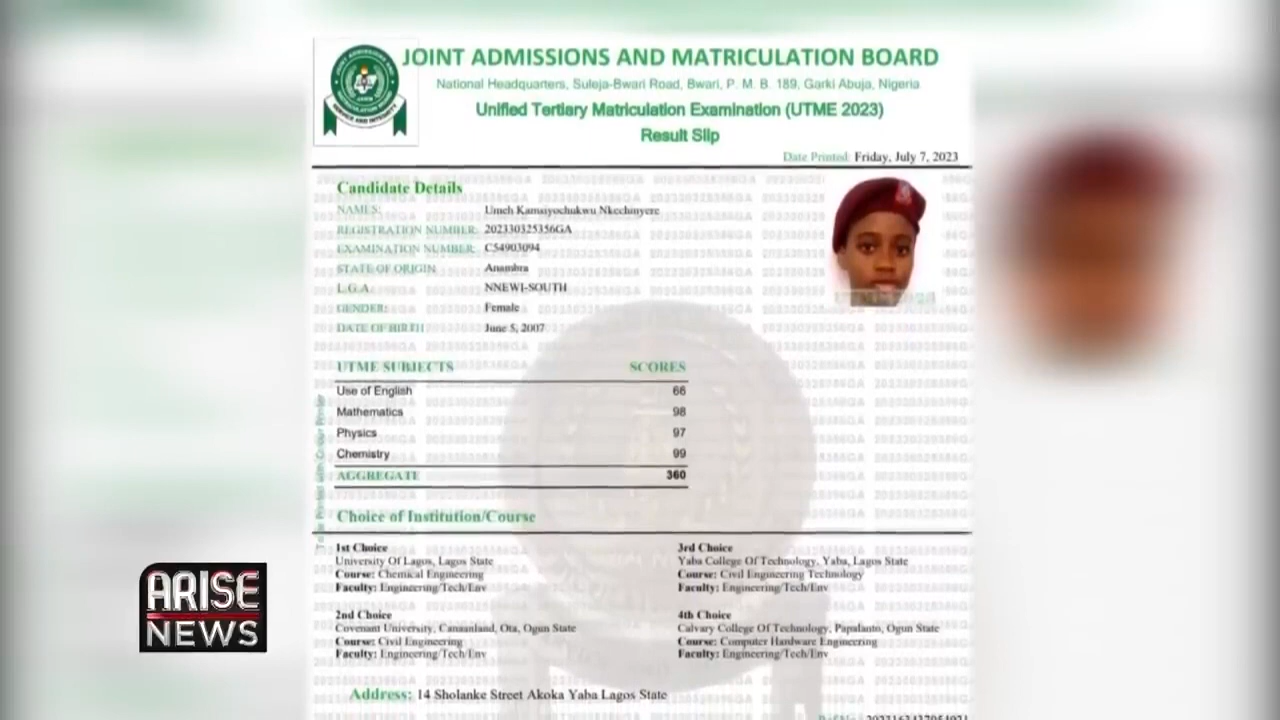 JOINT ADMISSIONS AND MATRICULATION BOARD
National Headquarters, Suleja-Bwari Road, Bwari, P. M. B. 189, Garki Abuja, Nigeria
Unified Tertiary Matriculation Examination (UTME 2023)
Result Slip
Date Printed: Friday, July 7, 2023
Candidate Details
NAMES: Umeh Kamsiyochukwu Nkechinyere
REGISTRATION NUMBER: 202330325356GA
EXAMINATION NUMBER: C54903094
STATE OF ORIGIN: Anambra
L.G.A: NNEWI-SOUTH
GENDER: Female
DATE OF BIRTH: June 5, 2007
UTME SUBJECTS SCORES
Use of English 66
Mathematics 98
Physics 97
Chemistry 99
AGGREGATE 360
Choice of Institution/Course
1st Choice
University Of Lagos, Lagos State
Course: Chemical Engineering
Faculty: Engineering/Tech/Env
3rd Choice
Yaba College Of Technology, Yaba, Lagos State
Course: Civil Engineering Technology
Faculty: Engineering/Tech/Env
2nd Choice
Covenant University, Canaanland, Ota, Ogun State
Course: Civil Engineering
Faculty: Engineering/Tech/Env
4th Choice
Calvary College Of Technology, Papalanto, Ogun State
Course: Computer Hardware Engineering
Faculty: Engineering/Tech/Env
Address: 14 Sholanke Street Akoka Yaba Lagos State
ARISE
NEWS